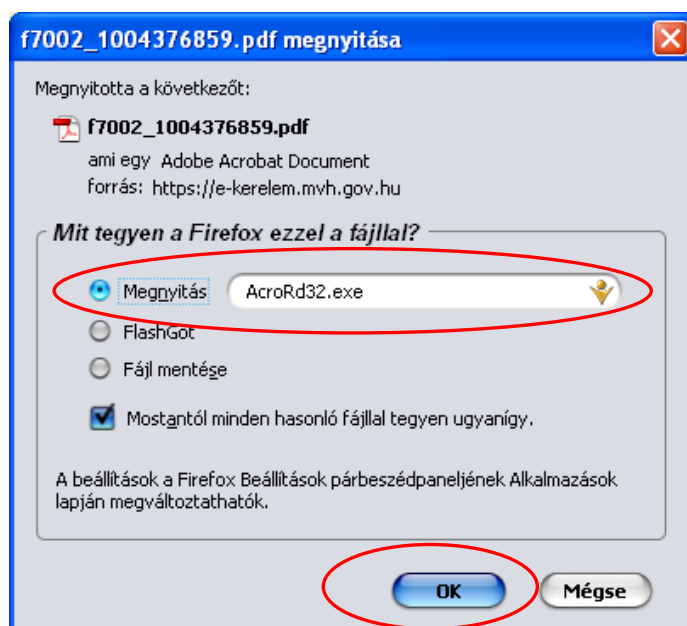 f7002_1004376859.pdf megnyitása
Megnyitotta a következőt:
f7002_1004376859.pdf
ami egy Adobe Acrobat Document
forrás: https://e-kerelem.mvh.gov.hu
Mit tegyen a Firefox ezzel a fájllal?
Megnyitás AcroRd32.exe
FlashGot
Fájl mentése
Mostantól minden hasonló fájllal tegyen ugyanígy.
A beállítások a Firefox Beállítások párbeszédpaneljének Alkalmazások
lapján megváltoztathatók.
OK Mégse